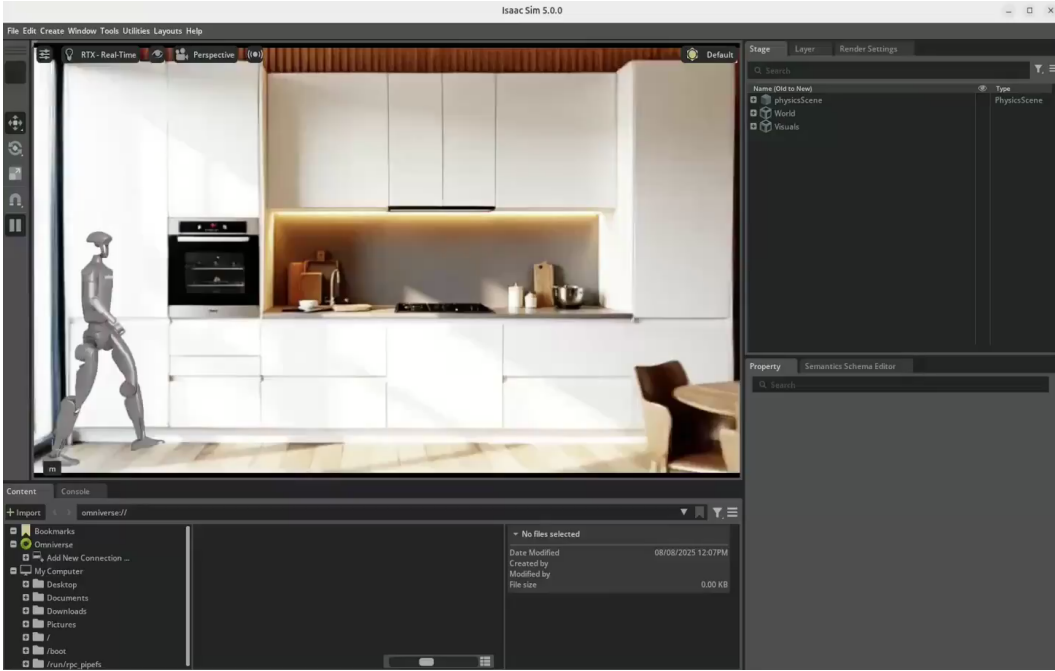 Isaac Sim 5.0.0
File Edit Create Window Tools Utilities Layouts Help
RTX - Real-Time Perspective Default
m
Stage Layer Render Settings
Search
Name (Old to New) Type
physicsScene PhysicsScene
World
Visuals
Property Semantics Schema Editor
Search
Content Console
+ Import omniverse://
Bookmarks
Omniverse
Add New Connection ...
My Computer
Desktop
Documents
Downloads
Pictures
/
/boot
/run/rpc_pipefs
No files selected
Date Modified 08/08/2025 12:07PM
Created by
Modified by
File size 0.00 KB